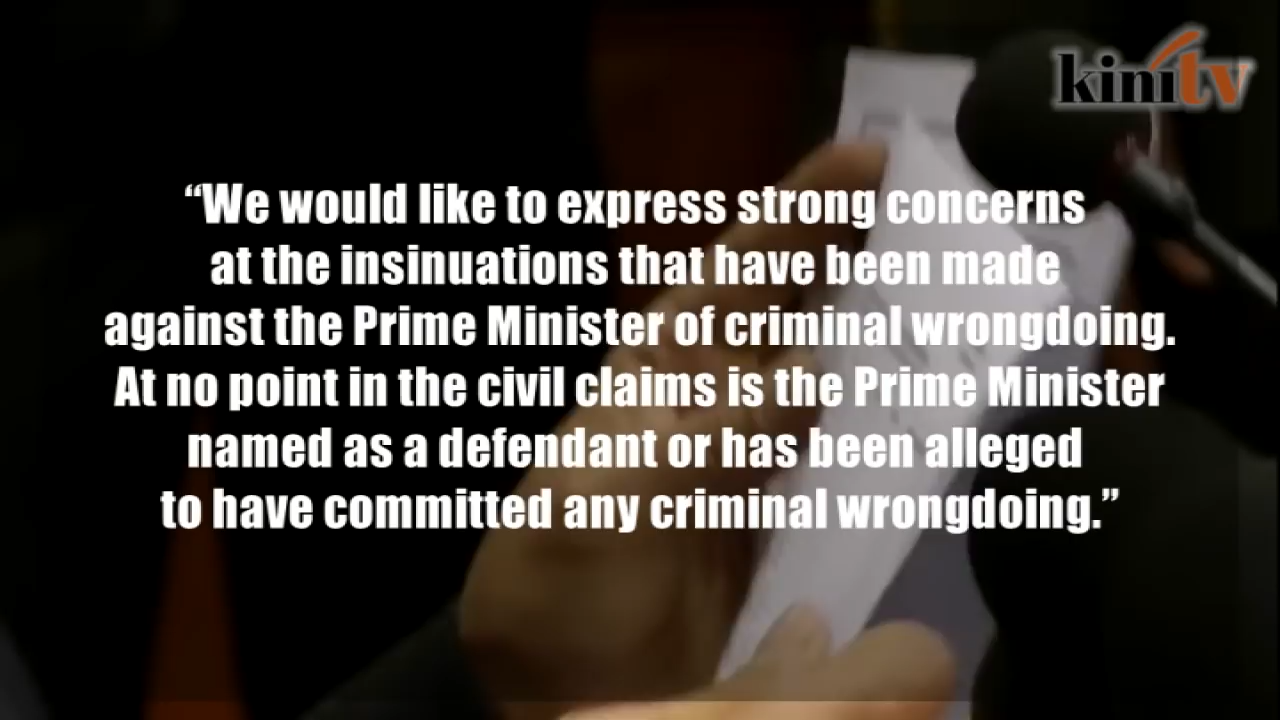 kinitv
“We would like to express strong concerns
at the insinuations that have been made
against the Prime Minister of criminal wrongdoing.
At no point in the civil claims is the Prime Minister
named as a defendant or has been alleged
to have committed any criminal wrongdoing.”